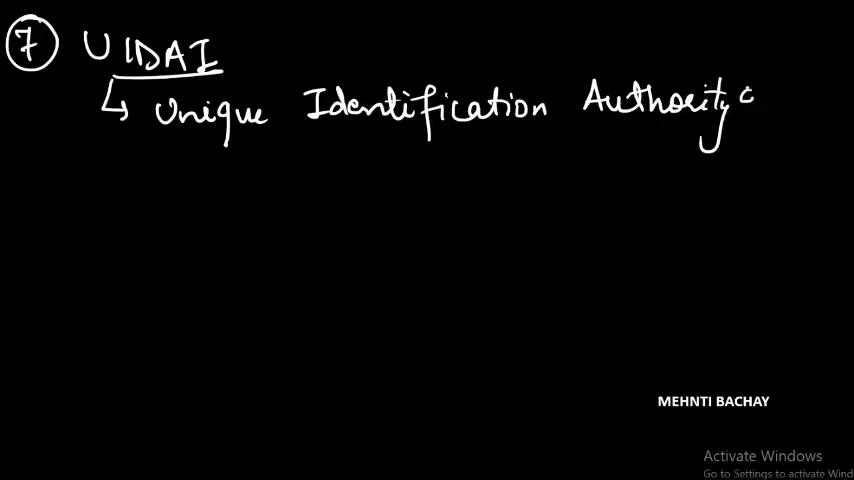 7 UIDAI
↳ Unique Identification Authority o
MEHNTI BACHAY
Activate Windows
Go to Settings to activate Wind